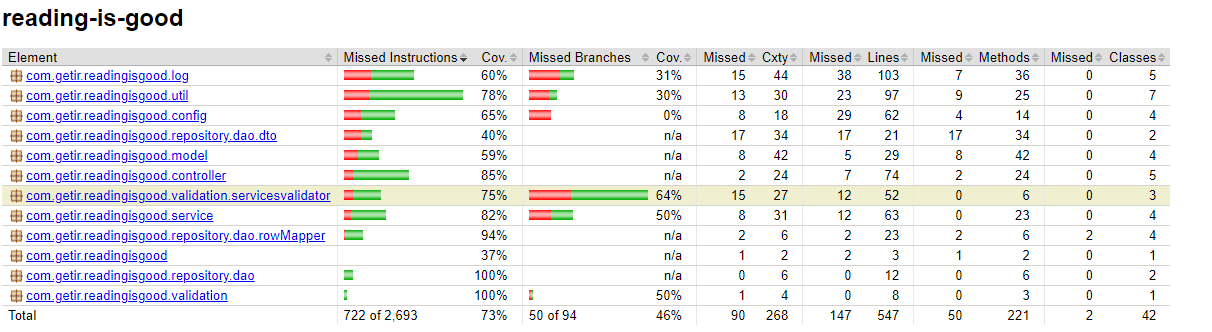 reading-is-good
Element Missed Instructions Cov. Missed Branches Cov. Missed Cxty Missed Lines Missed Methods Missed Classes
com.getir.readingisgood.log 60% 31% 15 44 38 103 7 36 0 5
com.getir.readingisgood.util 78% 30% 13 30 23 97 9 25 0 7
com.getir.readingisgood.config 65% 0% 8 18 29 62 4 14 0 4
com.getir.readingisgood.repository.dao.dto 40% n/a 17 34 17 21 17 34 0 2
com.getir.readingisgood.model 59% n/a 8 42 5 29 8 42 0 4
com.getir.readingisgood.controller 85% n/a 2 24 7 74 2 24 0 5
com.getir.readingisgood.validation.servicesvalidator 75% 64% 15 27 12 52 0 6 0 3
com.getir.readingisgood.service 82% 50% 8 31 12 63 0 23 0 4
com.getir.readingisgood.repository.dao.rowMapper 94% n/a 2 6 2 23 2 6 2 4
com.getir.readingisgood 37% n/a 1 2 2 3 1 2 0 1
com.getir.readingisgood.repository.dao 100% n/a 0 6 0 12 0 6 0 2
com.getir.readingisgood.validation 100% 50% 1 4 0 8 0 3 0 1
Total 722 of 2,693 73% 50 of 94 46% 90 268 147 547 50 221 2 42